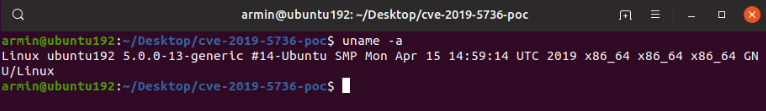 armin@ubuntu192: ~/Desktop/cve-2019-5736-poc
armin@ubuntu192:~/Desktop/cve-2019-5736-poc$ uname -a
Linux ubuntu192 5.0.0-13-generic #14-Ubuntu SMP Mon Apr 15 14:59:14 UTC 2019 x86_64 x86_64 x86_64 GN
U/Linux
armin@ubuntu192:~/Desktop/cve-2019-5736-poc$